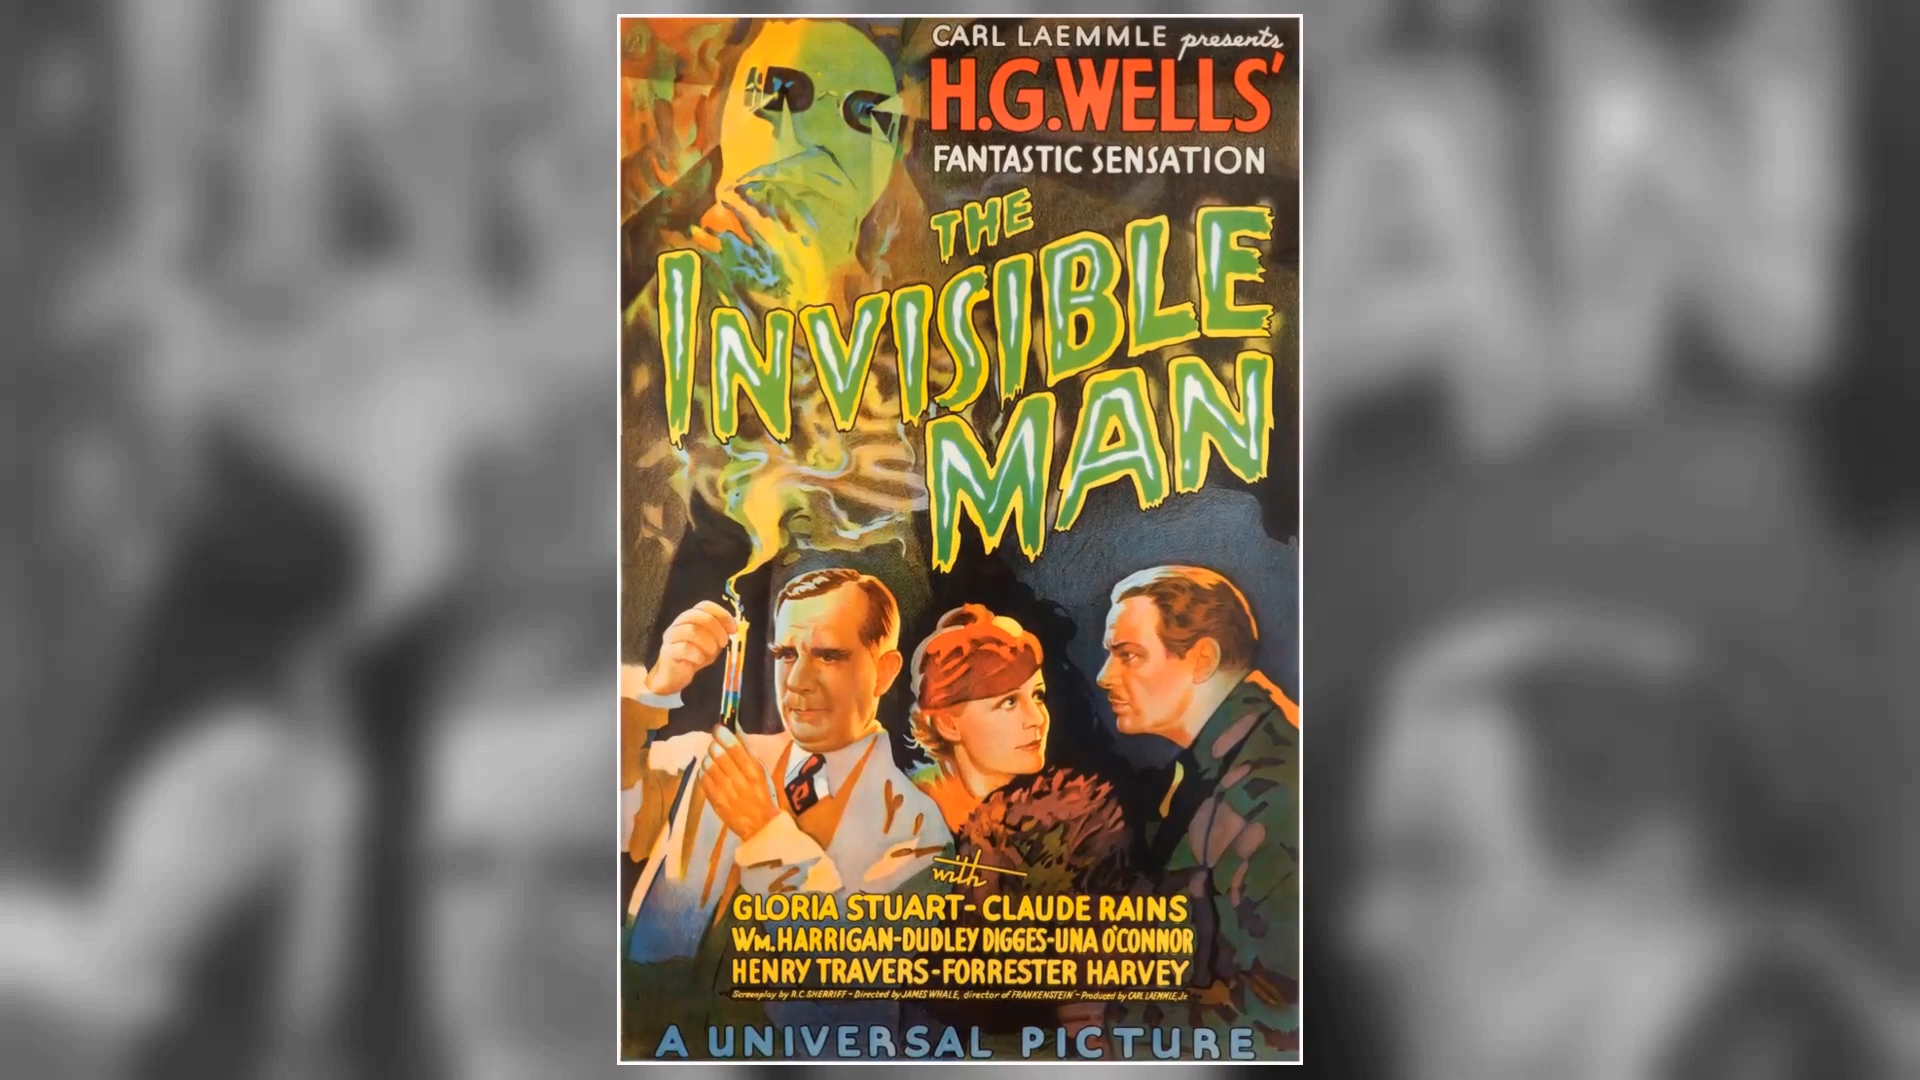 CARL LAEMMLE presents
H.G.WELLS'
FANTASTIC SENSATION
THE
INVISIBLE
MAN
with
GLORIA STUART-CLAUDE RAINS
WM. HARRIGAN-DUDLEY DIGGES-UNA O'CONNOR
HENRY TRAVERS-FORRESTER HARVEY
Screenplay by R.C. SHERRIFF - Directed by JAMES WHALE, director of "FRANKENSTEIN" - Produced by CARL LAEMMLE, Jr.
A UNIVERSAL PICTURE